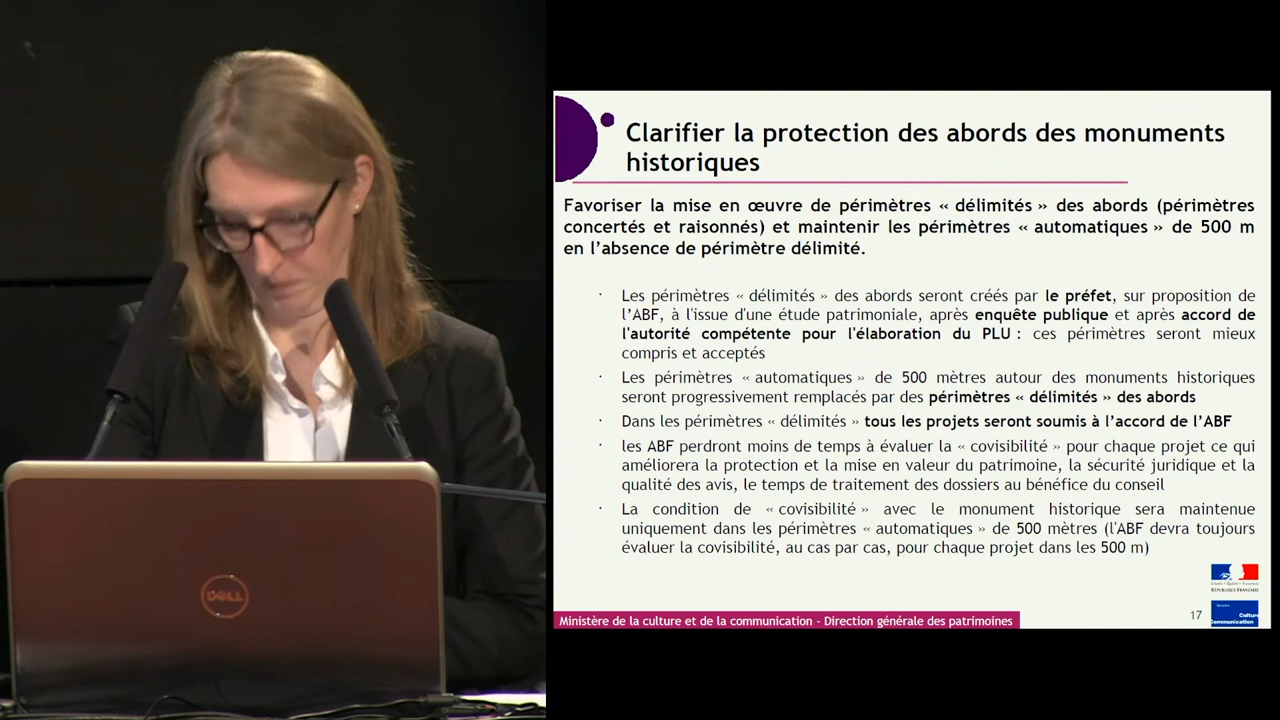 Clarifier la protection des abords des monuments
historiques
Favoriser la mise en œuvre de périmètres « délimités » des abords (périmètres
concertés et raisonnés) et maintenir les périmètres « automatiques » de 500 m
en l’absence de périmètre délimité.
· Les périmètres « délimités » des abords seront créés par le préfet, sur proposition de
l’ABF, à l'issue d'une étude patrimoniale, après enquête publique et après accord de
l'autorité compétente pour l'élaboration du PLU : ces périmètres seront mieux
compris et acceptés
· Les périmètres « automatiques » de 500 mètres autour des monuments historiques
seront progressivement remplacés par des périmètres « délimités » des abords
· Dans les périmètres « délimités » tous les projets seront soumis à l’accord de l’ABF
· les ABF perdront moins de temps à évaluer la « covisibilité » pour chaque projet ce qui
améliorera la protection et la mise en valeur du patrimoine, la sécurité juridique et la
qualité des avis, le temps de traitement des dossiers au bénéfice du conseil
· La condition de « covisibilité » avec le monument historique sera maintenue
uniquement dans les périmètres « automatiques » de 500 mètres (l'ABF devra toujours
évaluer la covisibilité, au cas par cas, pour chaque projet dans les 500 m)
RÉPUBLIQUE FRANÇAISE
Culture
Communication
17
Ministère de la culture et de la communication - Direction générale des patrimoines
DELL